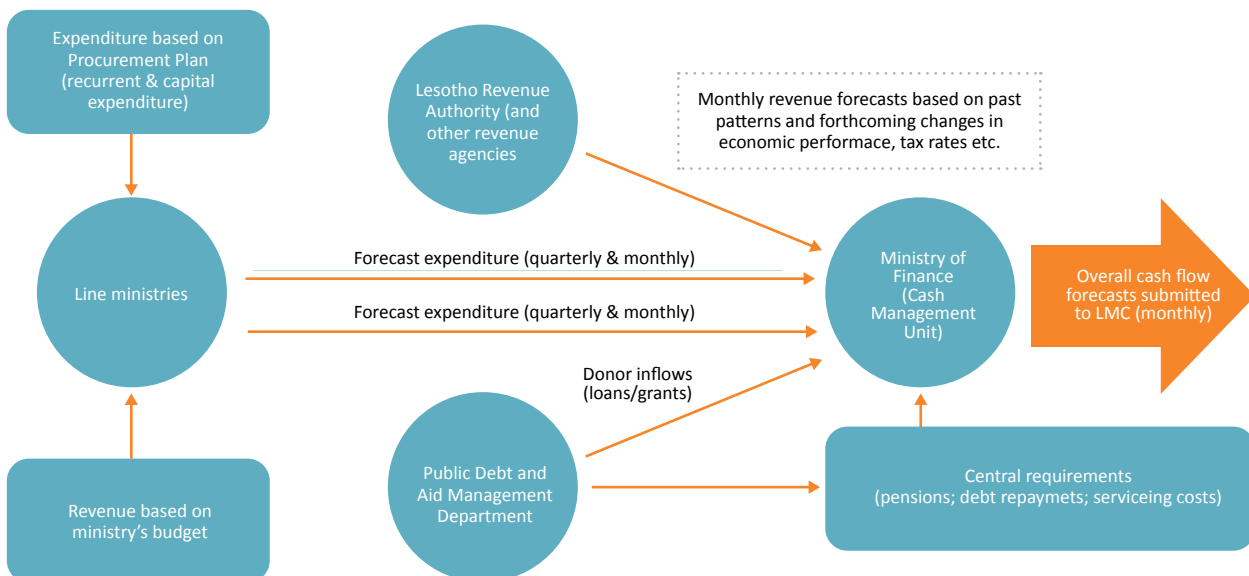 Expenditure based on
Procurement Plan
(recurrent & capital
expenditure)
Lesotho Revenue
Authority (and
other revenue
agencies
Monthly revenue forecasts based on past
patterns and forthcoming changes in
economic performace, tax rates etc.
Line ministries
Forecast expenditure (quarterly & monthly)
Forecast expenditure (quarterly & monthly)
Ministry of
Finance
(Cash
Management
Unit)
Overall cash flow
forecasts submitted
to LMC (monthly)
Donor inflows
(loans/grants)
Revenue based on
ministry's budget
Public Debt and
Aid Management
Department
Central requirements
(pensions; debt repaymets; serviceing costs)